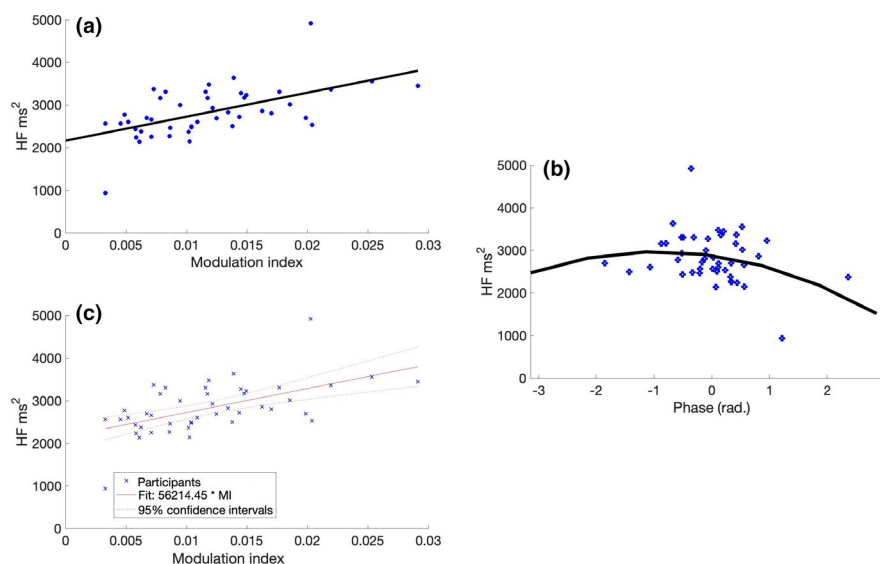 (a)
5000
4000
3000
2000
1000
0
HF ms²
0 0.005 0.01 0.015 0.02 0.025 0.03
Modulation index
(b)
5000
4000
3000
2000
1000
0
HF ms²
-3 -2 -1 0 1 2
Phase (rad.)
(c)
5000
4000
3000
2000
1000
0
HF ms²
Participants
Fit: 56214.45 * MI
95% confidence intervals
0 0.005 0.01 0.015 0.02 0.025 0.03
Modulation index